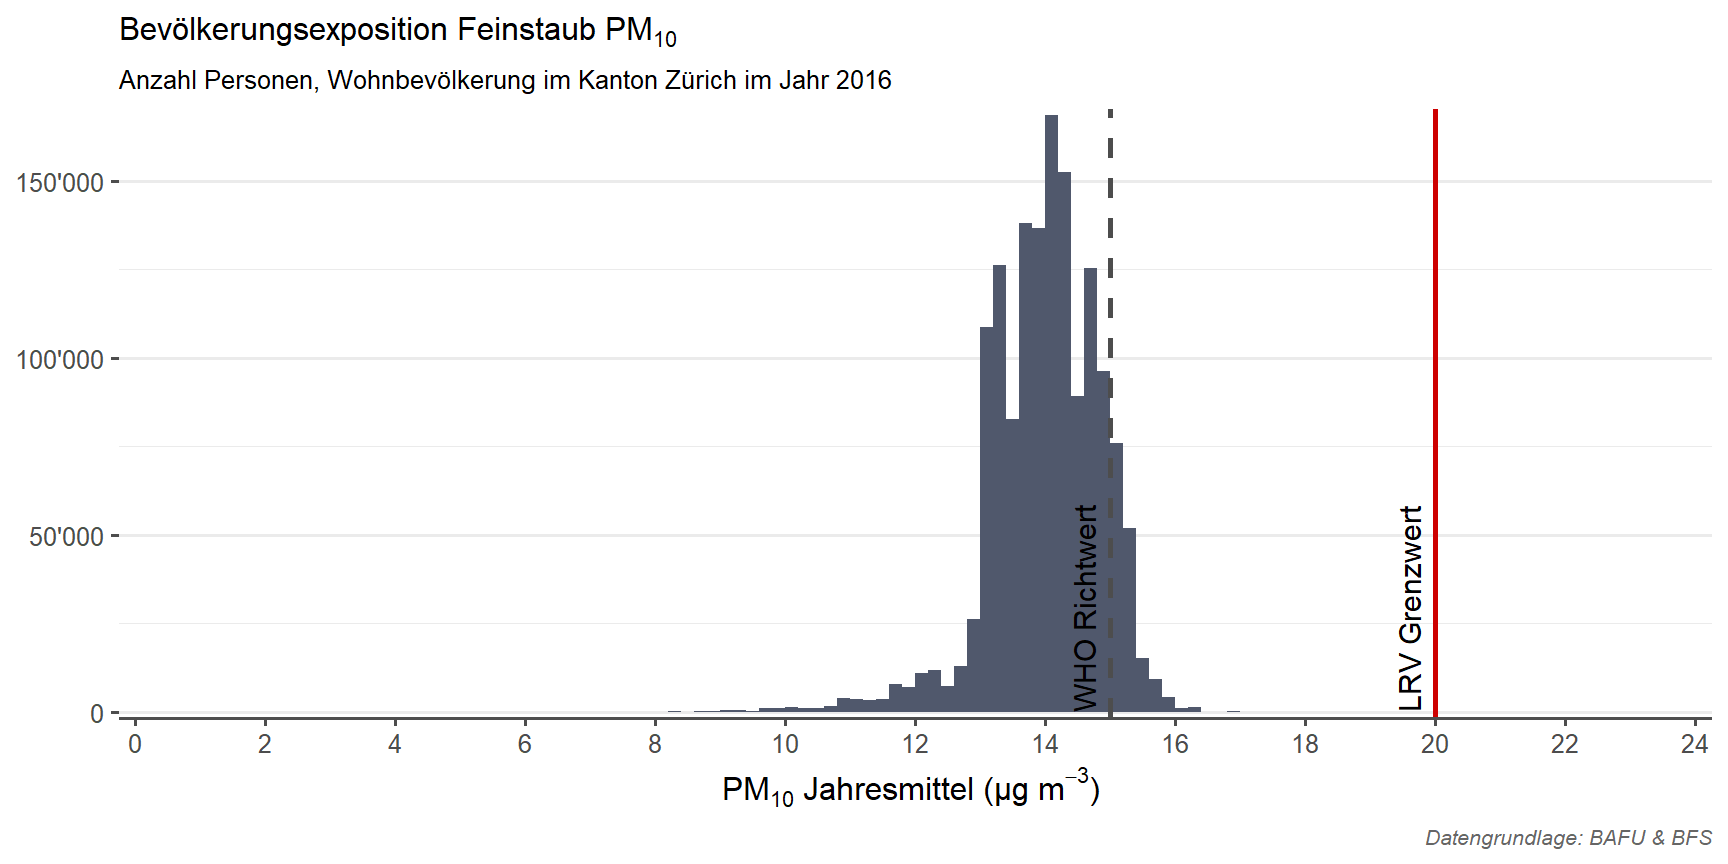 Bevölkerungsexposition Feinstaub PM₁₀
Anzahl Personen, Wohnbevölkerung im Kanton Zürich im Jahr 2016
150'000
100'000
50'000
0
WHO Richtwert
LRV Grenzwert
0 2 4 6 8 10 12 14 16 18 20 22 24
PM₁₀ Jahresmittel (µg m⁻³)
Datengrundlage: BAFU & BFS